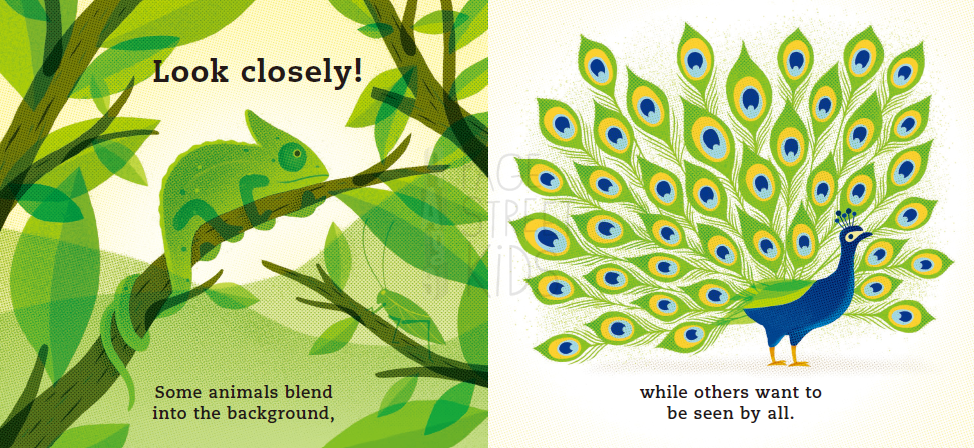 Look closely!
Some animals blend
into the background,
while others want to
be seen by all.